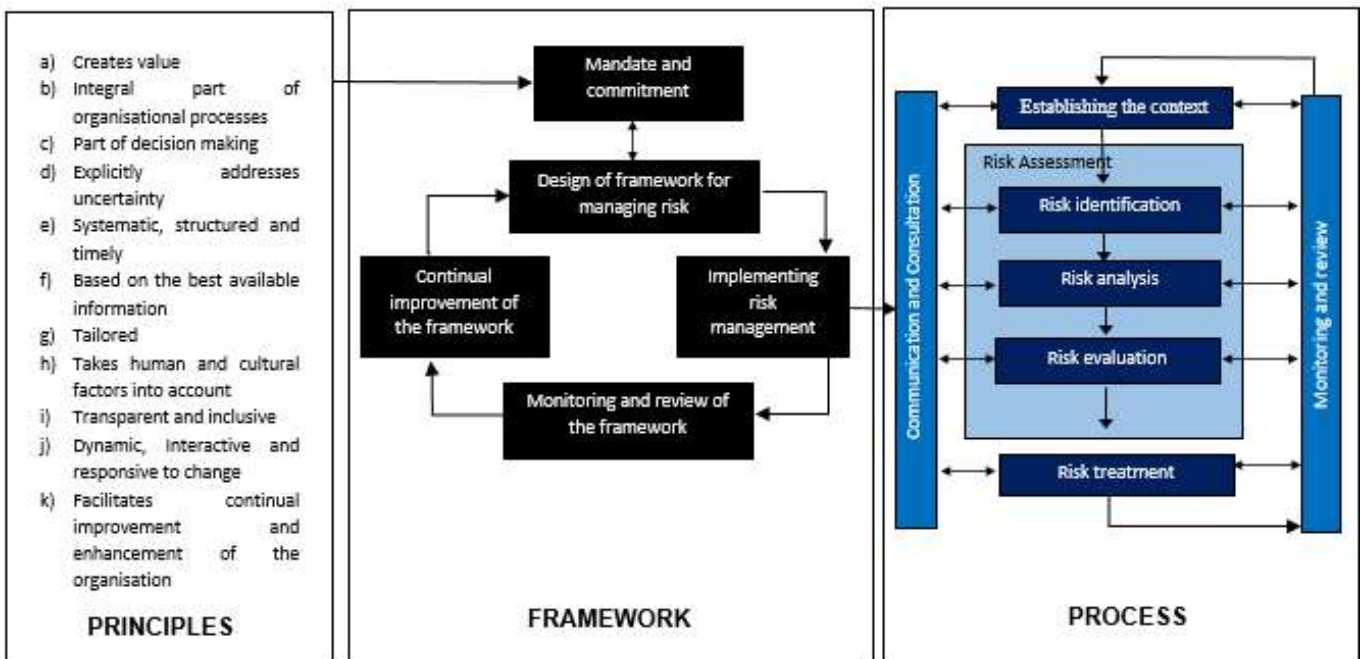 a) Creates value
b) Integral part of
organisational processes
c) Part of decision making
d) Explicitly addresses
uncertainty
e) Systematic, structured and
timely
f) Based on the best available
information
g) Tailored
h) Takes human and cultural
factors into account
i) Transparent and inclusive
j) Dynamic, Interactive and
responsive to change
k) Facilitates continual
improvement and
enhancement of the
organisation
PRINCIPLES
Mandate and
commitment
Design of framework for
managing risk
Continual
improvement of
the framework
Implementing
risk
management
Monitoring and review of
the framework
FRAMEWORK
Communication and Consultation
Establishing the context
Risk Assessment
Risk identification
Risk analysis
Risk evaluation
Risk treatment
Monitoring and review
PROCESS